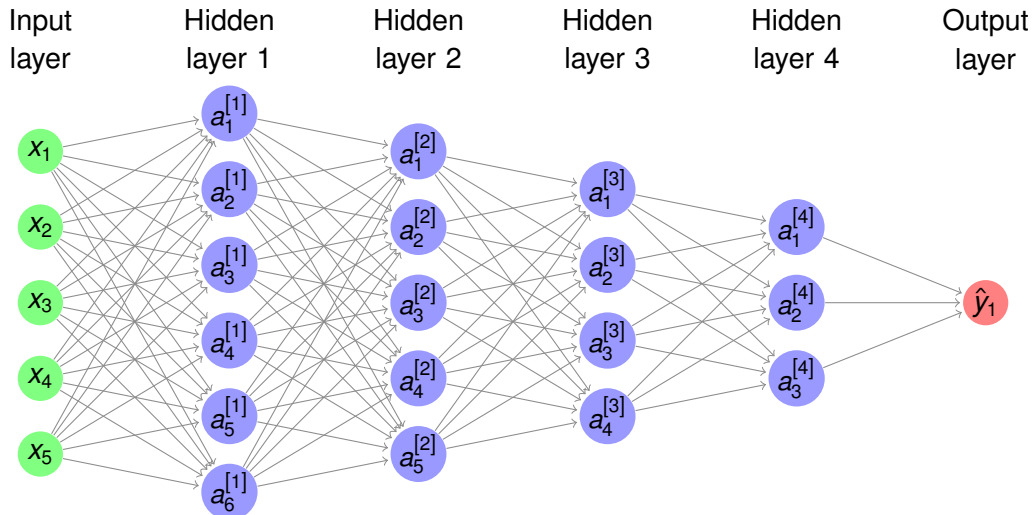 Input layer
Hidden layer 1
Hidden layer 2
Hidden layer 3
Hidden layer 4
Output layer
x₁
x₂
x₃
x₄
x₅
a₁^[1]
a₂^[1]
a₃^[1]
a₄^[1]
a₅^[1]
a₆^[1]
a₁^[2]
a₂^[2]
a₃^[2]
a₄^[2]
a₅^[2]
a₁^[3]
a₂^[3]
a₃^[3]
a₄^[3]
a₁^[4]
a₂^[4]
a₃^[4]
ŷ₁